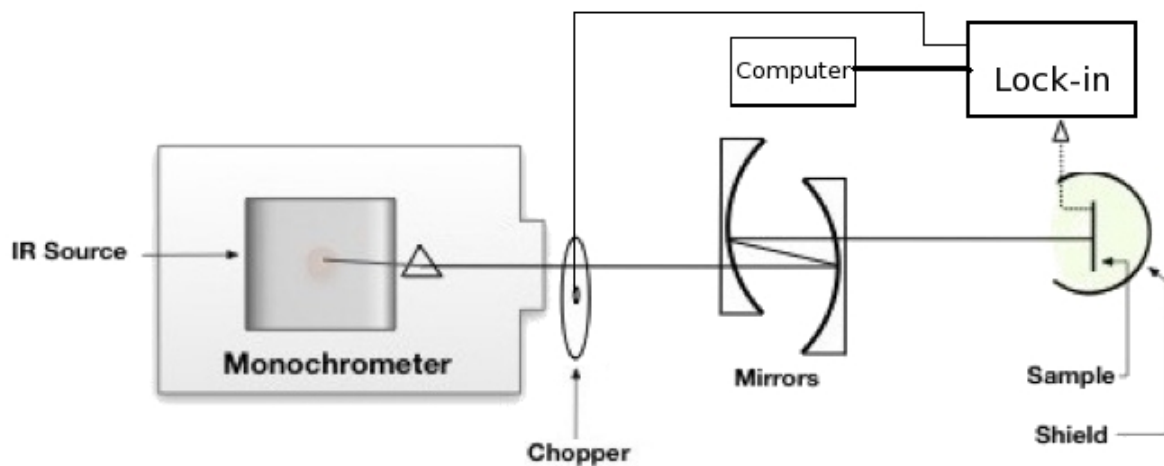 Computer
Lock-in
IR Source
Monochrometer
Mirrors
Sample
Shield
Chopper